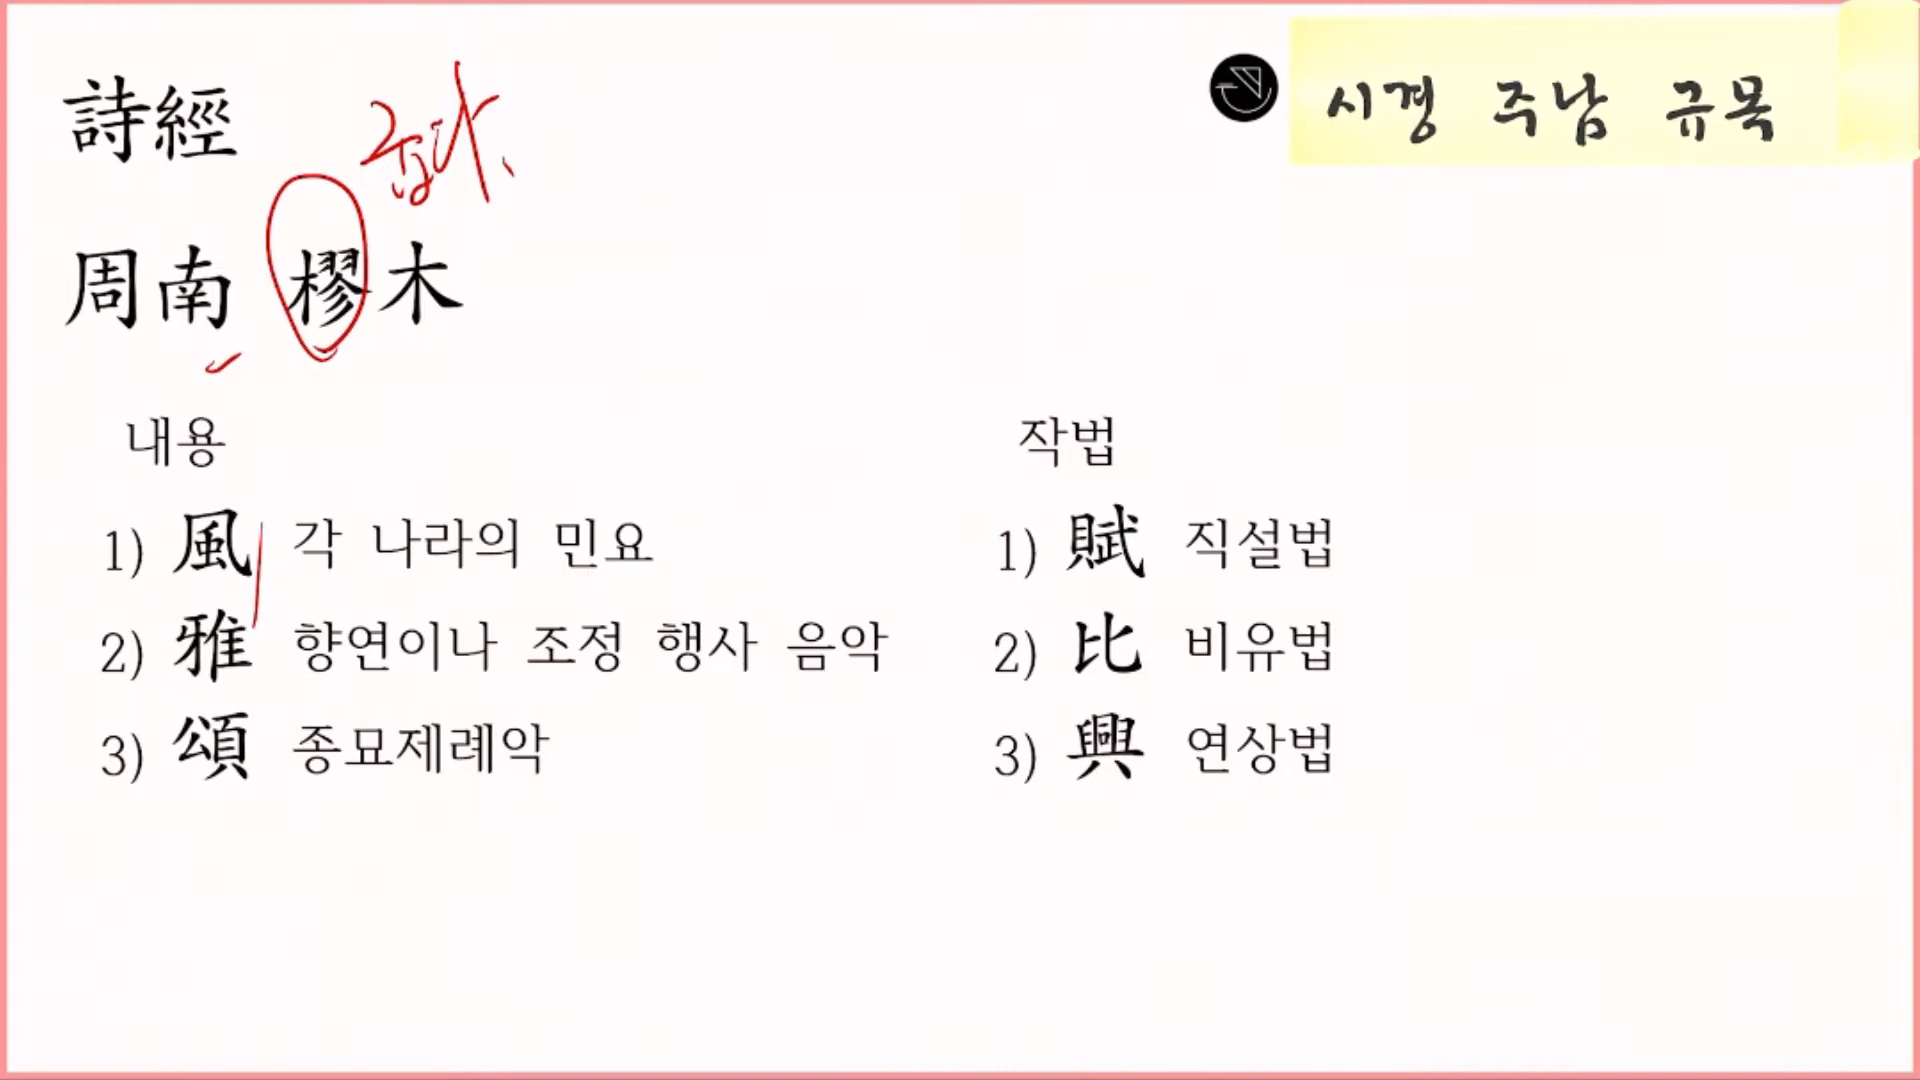 시경 주남 규목
詩經
周南 樛木
내용
1) 風 각 나라의 민요
2) 雅 향연이나 조정 행사 음악
3) 頌 종묘제례악
작법
1) 賦 직설법
2) 比 비유법
3) 興 연상법